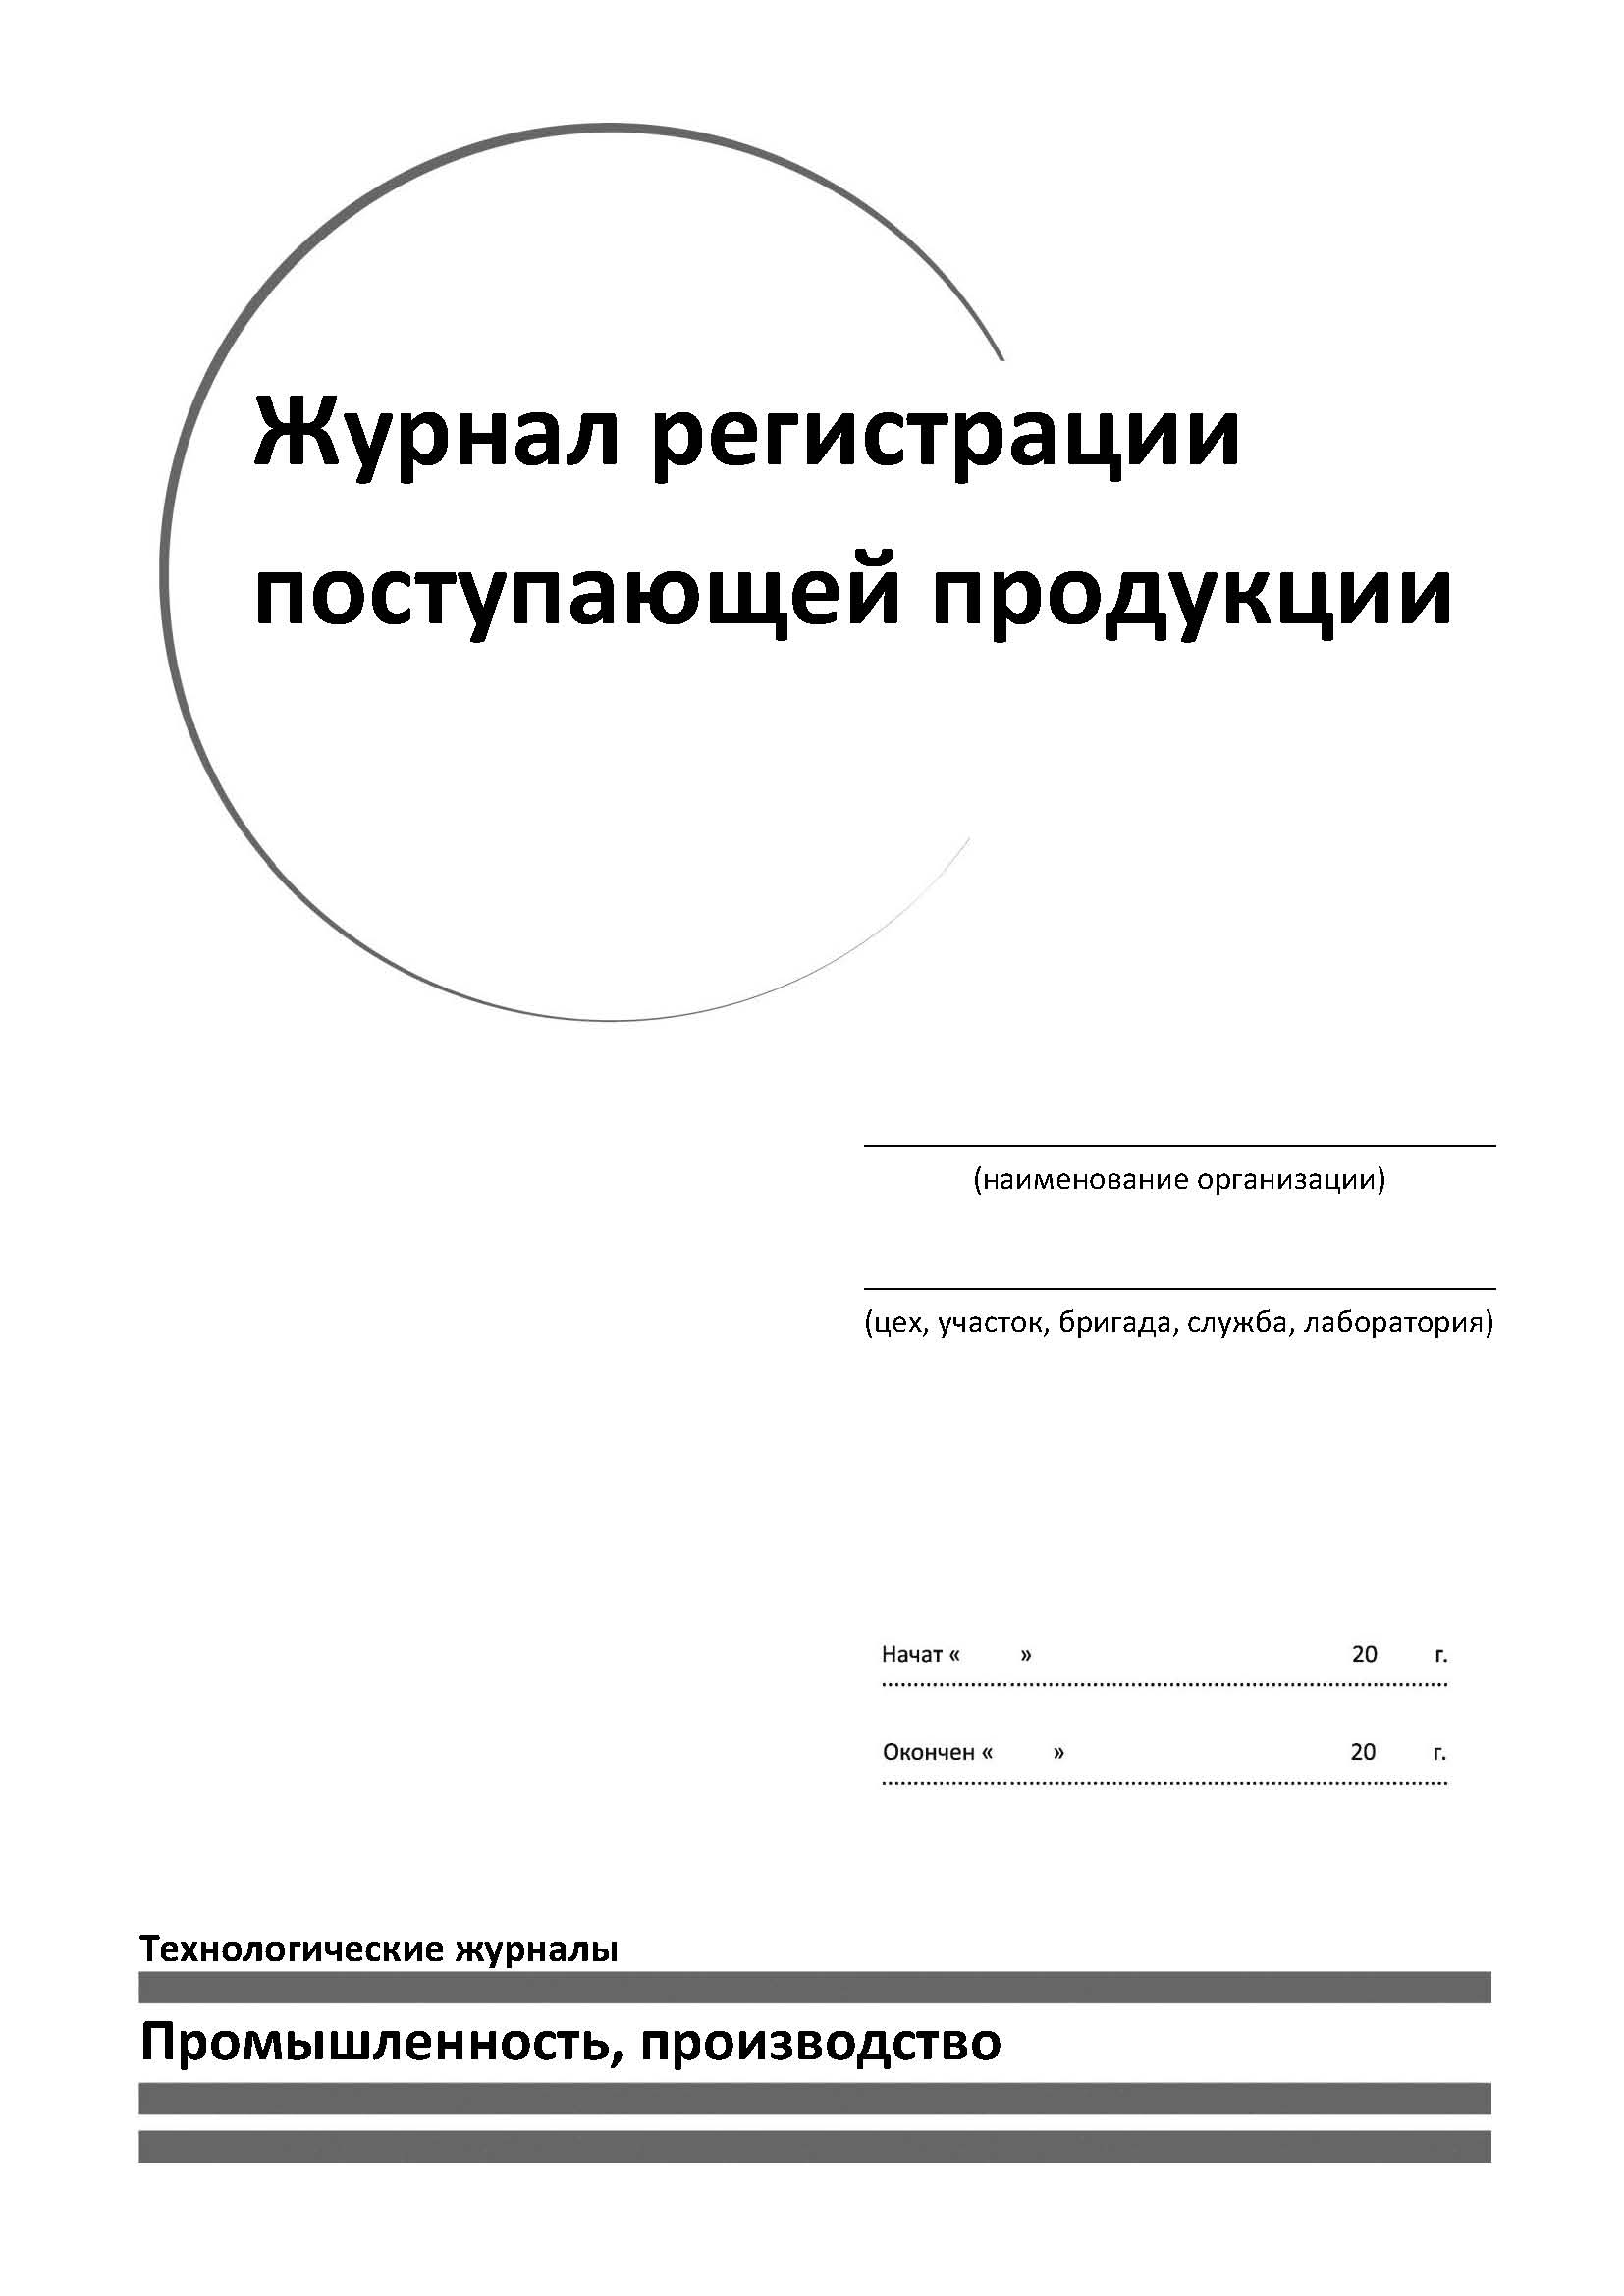 Журнал регистрации
поступающей продукции
(наименование организации)
(цех, участок, бригада, служба, лаборатория)
Начат « » 20 г.
Окончен « » 20 г.
Технологические журналы
Промышленность, производство